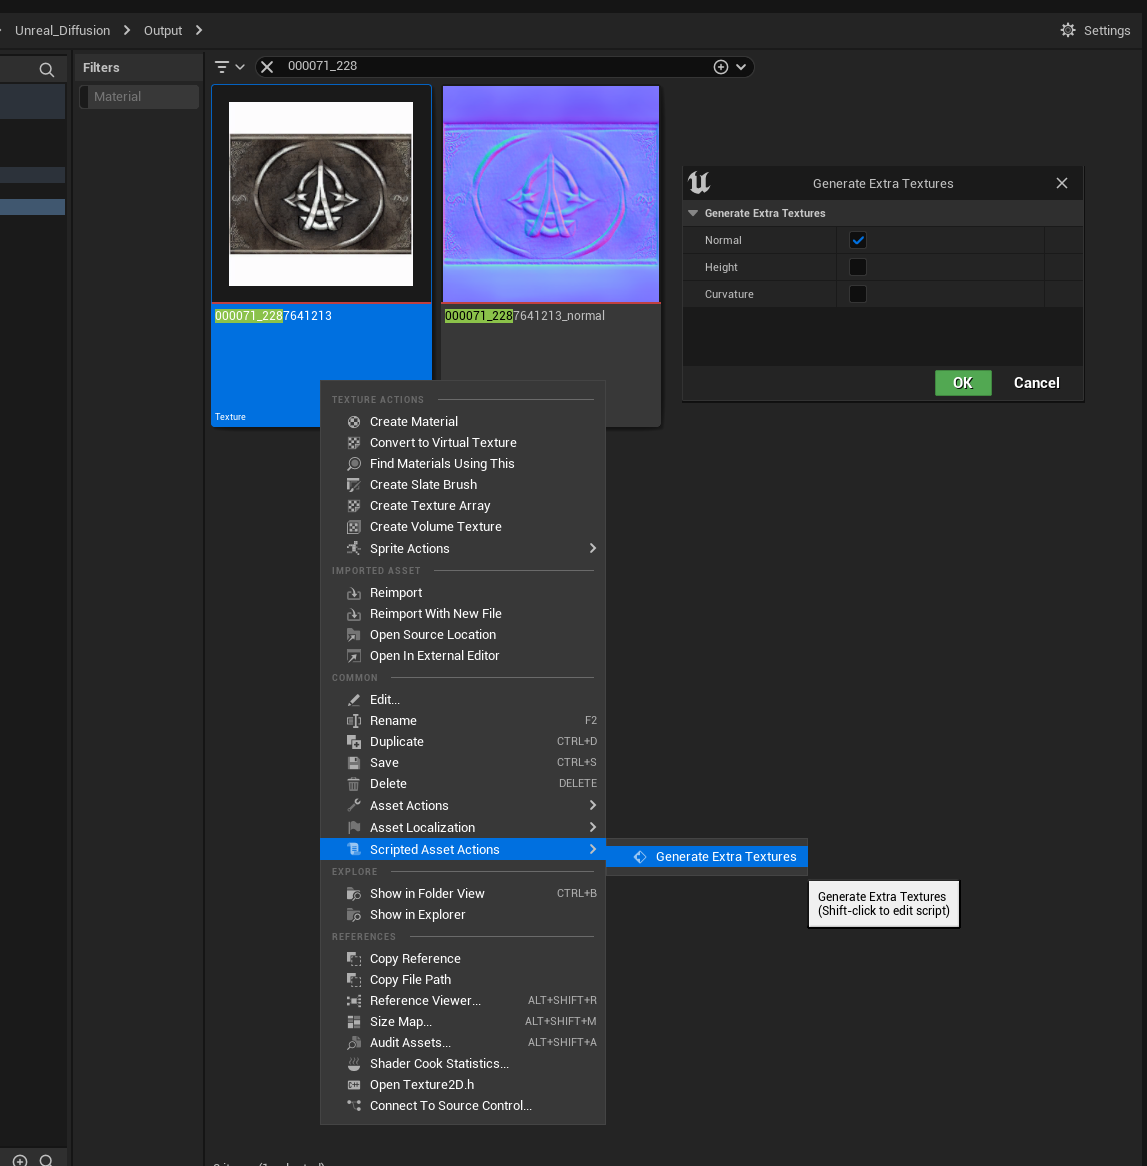 Unreal_Diffusion
Output
Settings
Filters
Material
000071_228
000071_2287641213
Texture
000071_2287641213_normal
Generate Extra Textures
Generate Extra Textures
Normal
Height
Curvature
OK
Cancel
TEXTURE ACTIONS
Create Material
Convert to Virtual Texture
Find Materials Using This
Create Slate Brush
Create Texture Array
Create Volume Texture
Sprite Actions
IMPORTED ASSET
Reimport
Reimport With New File
Open Source Location
Open In External Editor
COMMON
Edit...
Rename F2
Duplicate CTRL+D
Save CTRL+S
Delete DELETE
Asset Actions
Asset Localization
Scripted Asset Actions
Generate Extra Textures
Generate Extra Textures
(Shift-click to edit script)
EXPLORE
Show in Folder View CTRL+B
Show in Explorer
REFERENCES
Copy Reference
Copy File Path
Reference Viewer... ALT+SHIFT+R
Size Map... ALT+SHIFT+M
Audit Assets... ALT+SHIFT+A
Shader Cook Statistics...
Open Texture2D.h
Connect To Source Control...